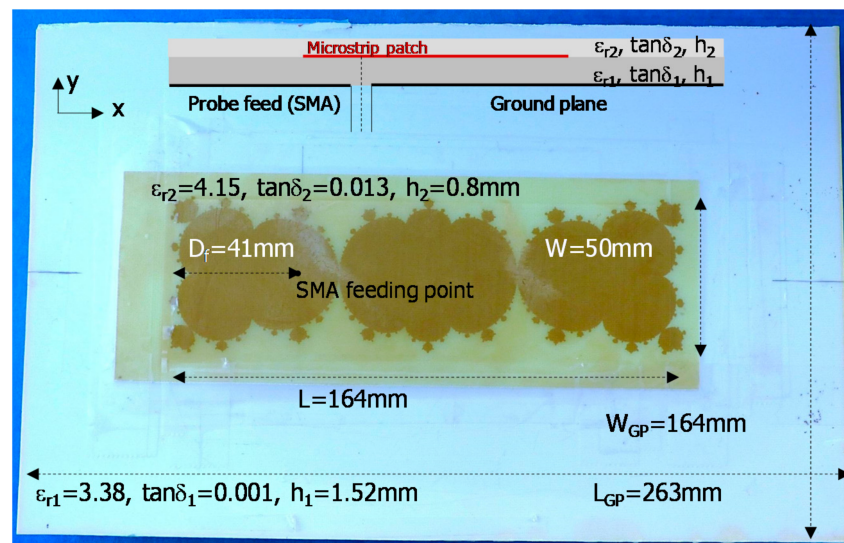 Microstrip patch
εr2, tanδ2, h2
εr1, tanδ1, h1
y
x
Probe feed (SMA)
Ground plane
εr2=4.15, tanδ2=0.013, h2=0.8mm
Df=41mm
W=50mm
SMA feeding point
L=164mm
WGP=164mm
εr1=3.38, tanδ1=0.001, h1=1.52mm
LGP=263mm